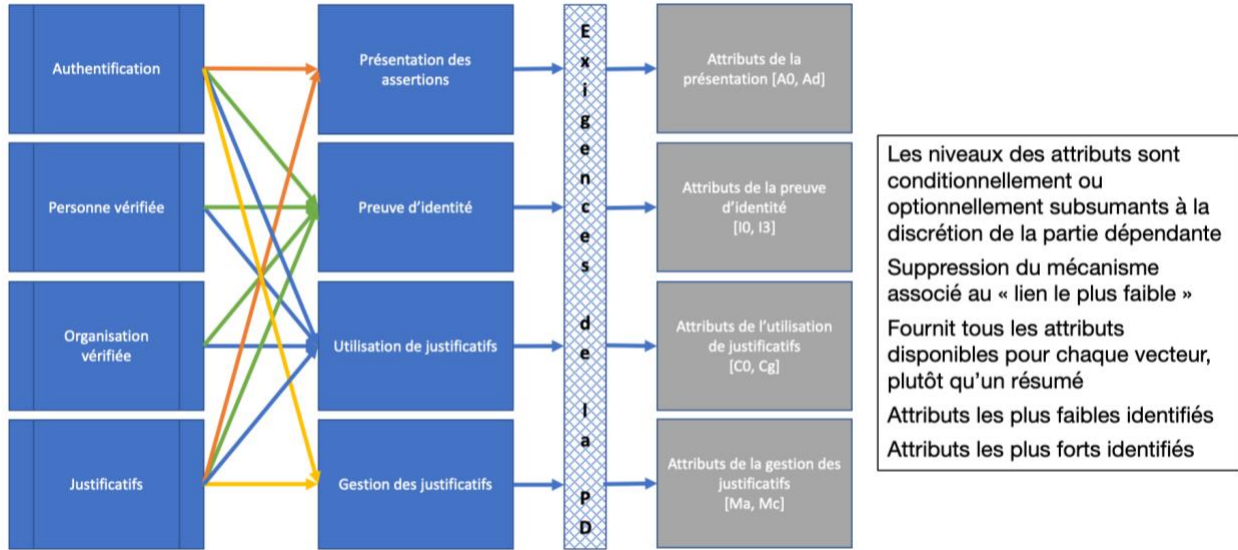 Authentification
Présentation des
assertions
Exigences de la PD
Attributs de la
présentation [A0, Ad]
Personne vérifiée
Preuve d'identité
Attributs de la preuve
d'identité
[I0, I3]
Organisation
vérifiée
Utilisation de justificatifs
Attributs de l'utilisation
de justificatifs
[C0, Cg]
Justificatifs
Gestion des justificatifs
Attributs de la gestion des
justificatifs
[Ma, Mc]
Les niveaux des attributs sont
conditionnellement ou
optionnellement subsumants à la
discrétion de la partie dépendante
Suppression du mécanisme
associé au « lien le plus faible »
Fournit tous les attributs
disponibles pour chaque vecteur,
plutôt qu'un résumé
Attributs les plus faibles identifiés
Attributs les plus forts identifiés